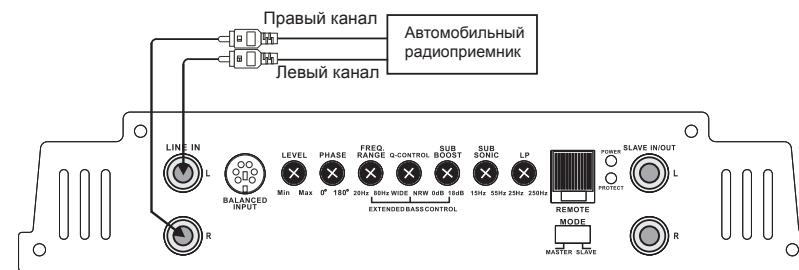 Правый канал
Автомобильный
радиоприемник
Левый канал
LINE IN
L
R
BALANCED
INPUT
LEVEL
Min Max
PHASE
0° 180°
FREQ.
RANGE
20Hz 80Hz
Q-CONTROL
WIDE NRW
SUB
BOOST
0dB 18dB
EXTENDED BASS CONTROL
SUB
SONIC
15Hz 55Hz
LP
25Hz 250Hz
REMOTE
MODE
MASTER SLAVE
POWER
PROTECT
SLAVE IN/OUT
L
R